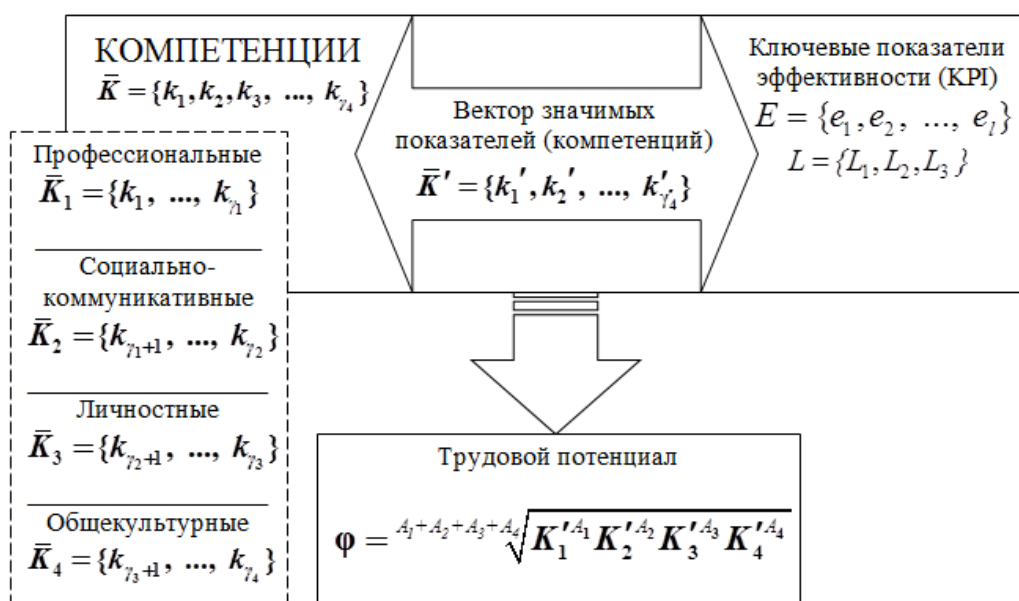 КОМПЕТЕНЦИИ
K̄ = {k₁, k₂, k₃, ..., k_γ₄}
Профессиональные
K̄₁ = {k₁, ..., k_γ₁}
Социально-
коммуникативные
K̄₂ = {k_γ₁₊₁, ..., k_γ₂}
Личностные
K̄₃ = {k_γ₂₊₁, ..., k_γ₃}
Общекультурные
K̄₄ = {k_γ₃₊₁, ..., k_γ₄}
Вектор значимых
показателей (компетенций)
K̄′ = {k₁′, k₂′, ..., k′_γ′₄}
Ключевые показатели
эффективности (KPI)
E = {e₁, e₂, ..., e_l}
L = {L₁, L₂, L₃}
Трудовой потенциал
φ = ^(A₁+A₂+A₃+A₄)√(K′₁^A₁ K′₂^A₂ K′₃^A₃ K′₄^A₄)